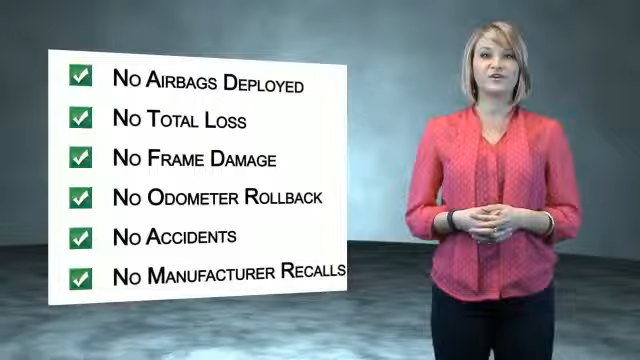 No Airbags Deployed
No Total Loss
No Frame Damage
No Odometer Rollback
No Accidents
No Manufacturer Recalls